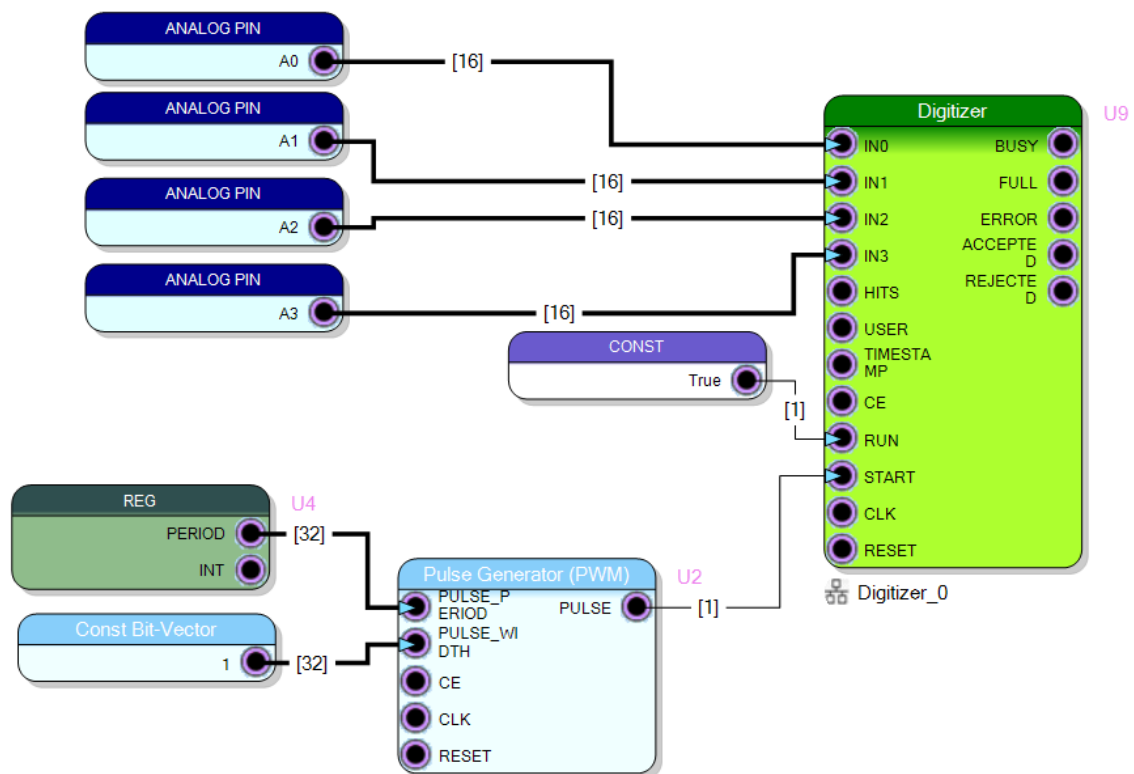 ANALOG PIN
A0
[16]
ANALOG PIN
A1
[16]
ANALOG PIN
A2
[16]
ANALOG PIN
A3
[16]
CONST
True
[1]
Digitizer
U9
IN0
BUSY
IN1
FULL
IN2
ERROR
IN3
ACCEPTE
D
HITS
REJECTE
D
USER
TIMESTA
MP
CE
RUN
START
CLK
RESET
Digitizer_0
REG
U4
PERIOD
[32]
INT
Const Bit-Vector
1
[32]
Pulse Generator (PWM)
U2
PULSE_P
ERIOD
PULSE
[1]
PULSE_WI
DTH
CE
CLK
RESET